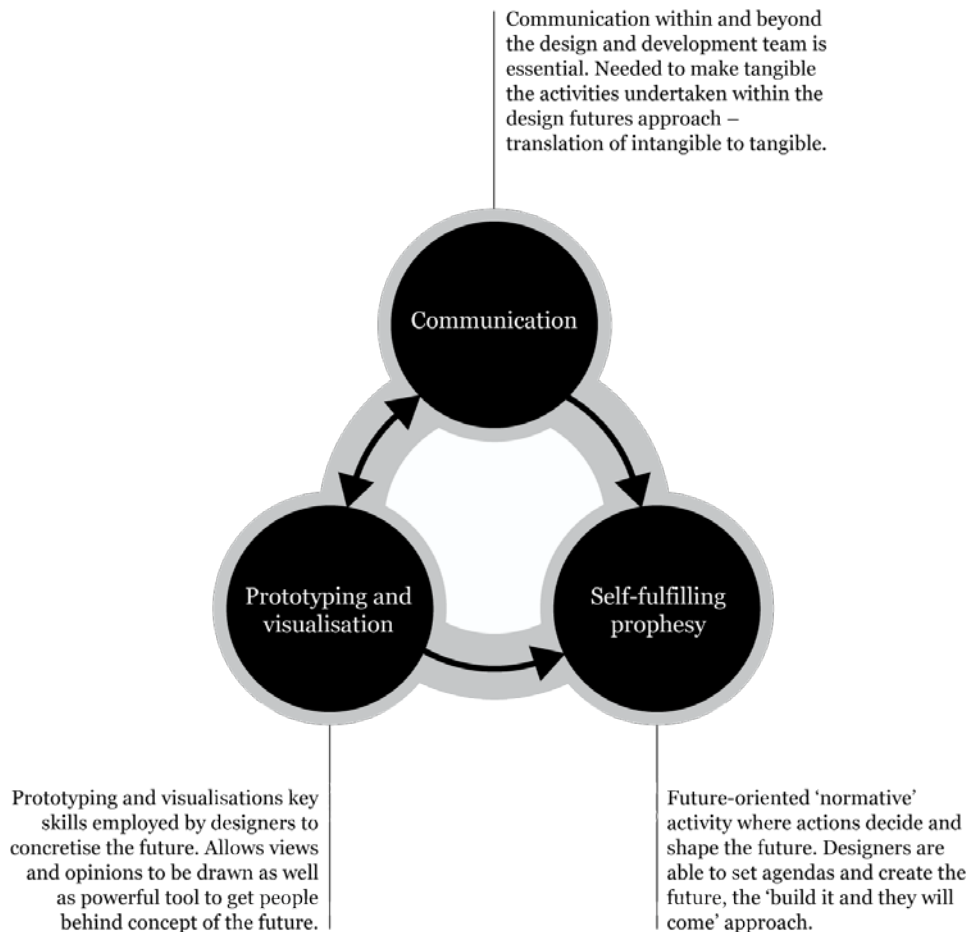 Communication within and beyond
the design and development team is
essential. Needed to make tangible
the activities undertaken within the
design futures approach –
translation of intangible to tangible.
Communication
Prototyping and
visualisation
Self-fulfilling
prophesy
Prototyping and visualisations key
skills employed by designers to
concretise the future. Allows views
and opinions to be drawn as well
as powerful tool to get people
behind concept of the future.
Future-oriented ‘normative’
activity where actions decide and
shape the future. Designers are
able to set agendas and create the
future, the ‘build it and they will
come’ approach.